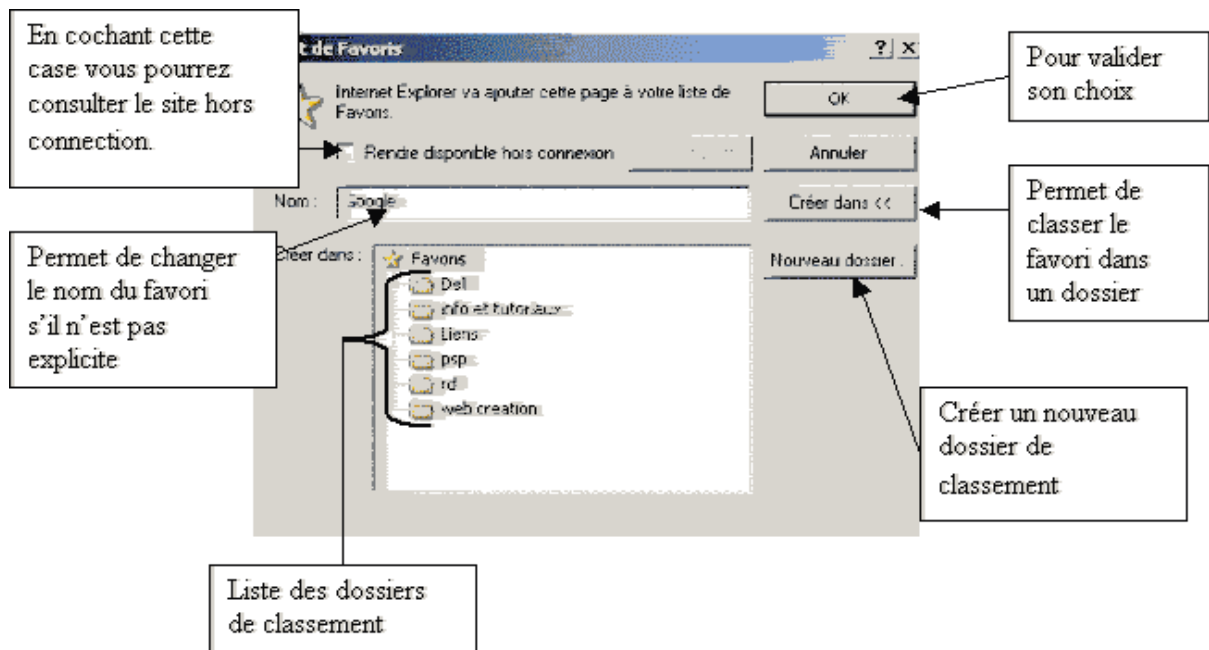 En cochant cette
case vous pourrez
consulter le site hors
connection.
t de Favoris
Internet Explorer va ajouter cette page à votre liste de
Favoris.
OK
Pour valider
son choix
Rendre disponible hors connexion
Annuler
Nom :
Google
Créer dans <<
Permet de
classer le
favori dans
un dossier
Permet de changer
le nom du favori
s'il n'est pas
explicite
Créer dans :
Favoris
info et tutoriaux
Liens
psp
rd
web creation
Nouveau dossier
Créer un nouveau
dossier de
classement
Liste des dossiers
de classement